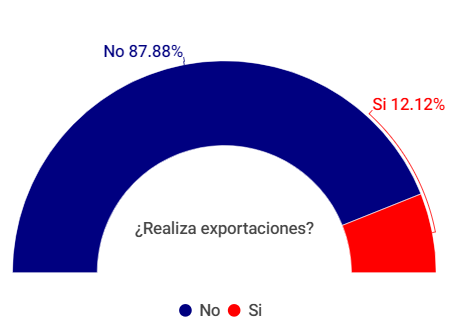 No 87.88%
Si 12.12%
¿Realiza exportaciones?
No Si